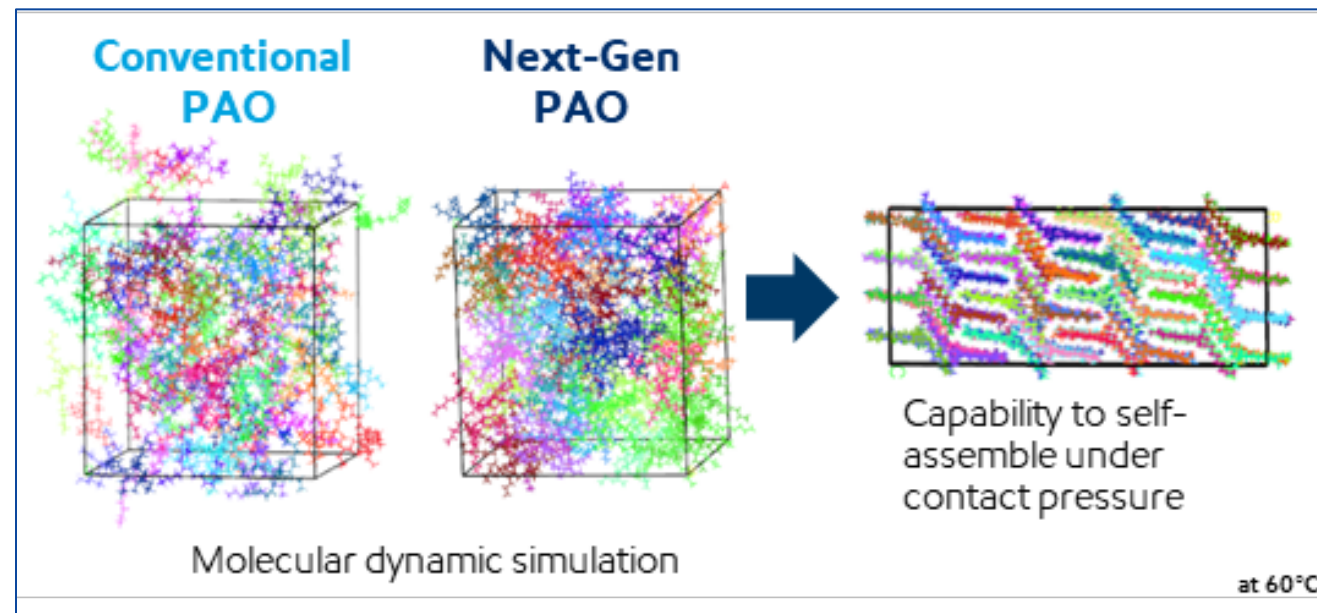 Conventional
PAO
Next-Gen
PAO
Capability to self-
assemble under
contact pressure
Molecular dynamic simulation
at 60°C